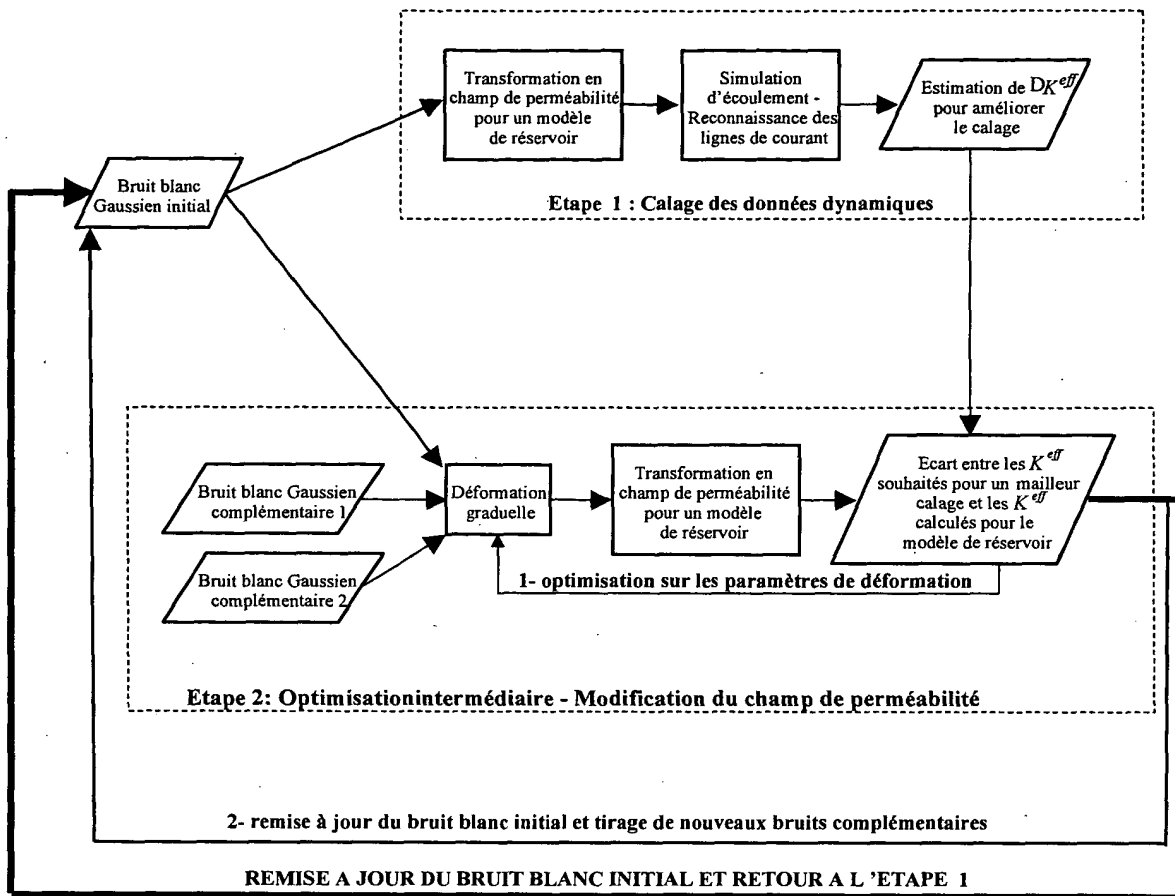 Transformation en
champ de perméabilité
pour un modèle
de réservoir
Simulation
d'écoulement -
Reconnaissance des
lignes de courant
Estimation de DK^eff
pour améliorer
le calage
Etape 1 : Calage des données dynamiques
Bruit blanc
Gaussien initial
Bruit blanc Gaussien
complémentaire 1
Bruit blanc Gaussien
complémentaire 2
Déformation
graduelle
Transformation en
champ de perméabilité
pour un modèle
de réservoir
Ecart entre les K^eff
souhaités pour un mailleur
calage et les K^eff
calculés pour le
modèle de réservoir
1- optimisation sur les paramètres de déformation
Etape 2: Optimisationintermédiaire - Modification du champ de perméabilité
2- remise à jour du bruit blanc initial et tirage de nouveaux bruits complémentaires
REMISE A JOUR DU BRUIT BLANC INITIAL ET RETOUR A L 'ETAPE 1